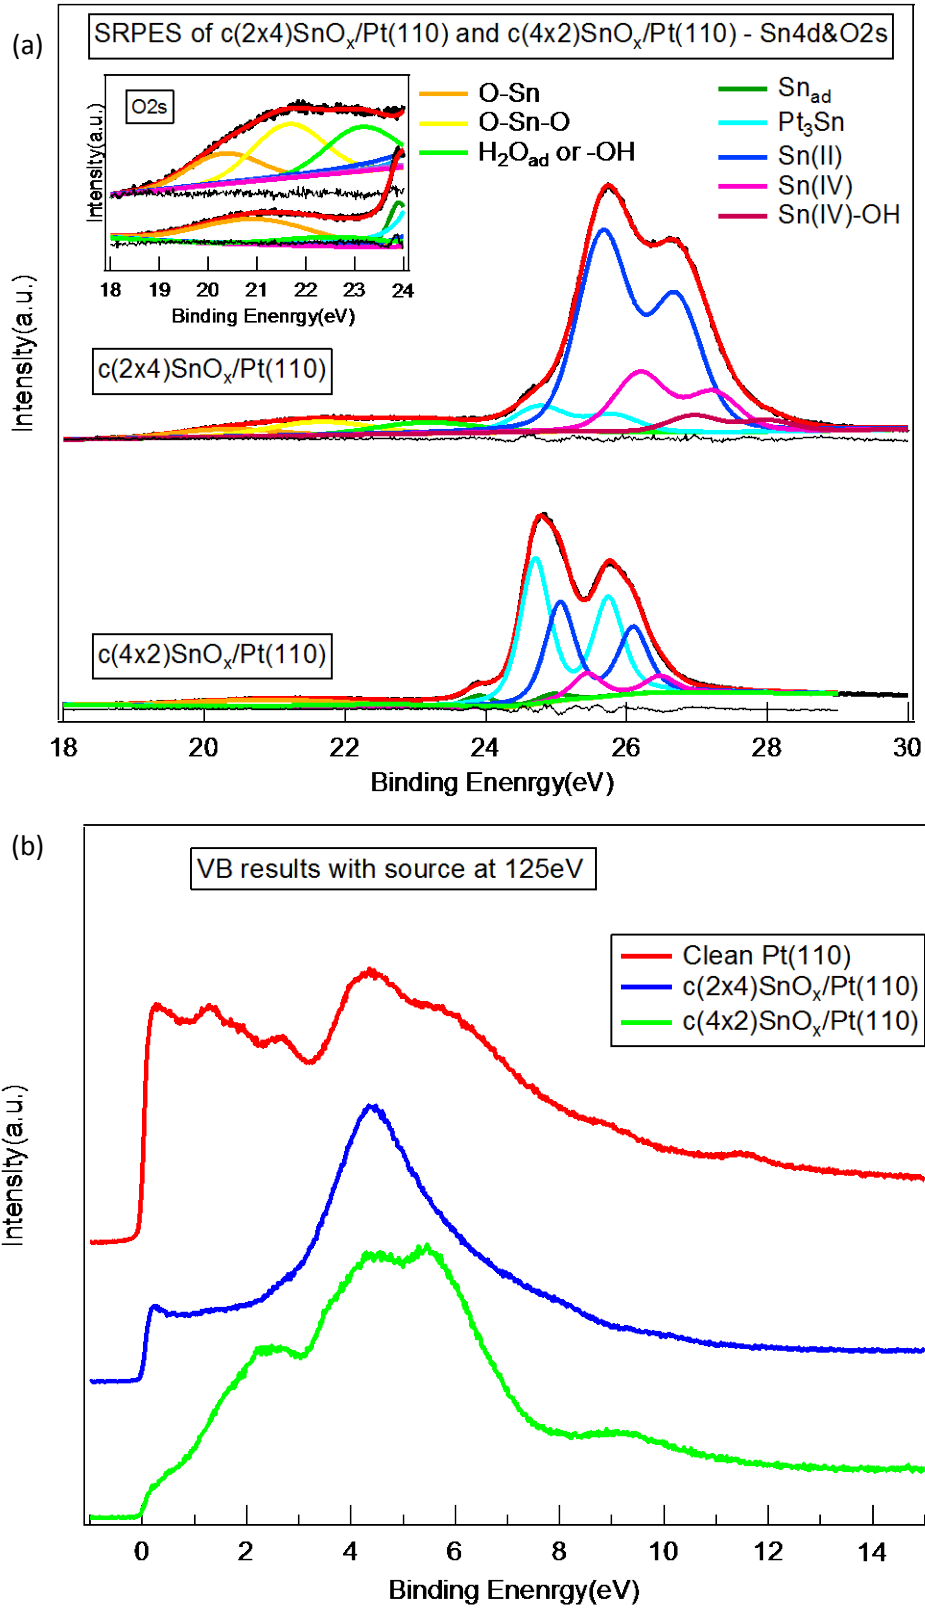 (a)
SRPES of c(2x4)SnOₓ/Pt(110) and c(4x2)SnOₓ/Pt(110) - Sn4d&O2s
O2s
Intensity(a.u.)
18 19 20 21 22 23 24
Binding Enenrgy(eV)
O-Sn
O-Sn-O
H₂Oad or -OH
Snad
Pt₃Sn
Sn(II)
Sn(IV)
Sn(IV)-OH
Intensity(a.u.)
c(2x4)SnOₓ/Pt(110)
c(4x2)SnOₓ/Pt(110)
18 20 22 24 26 28 30
Binding Enenrgy(eV)
(b)
VB results with source at 125eV
Clean Pt(110)
c(2x4)SnOₓ/Pt(110)
c(4x2)SnOₓ/Pt(110)
Intensity(a.u.)
0 2 4 6 8 10 12 14
Binding Enenrgy(eV)